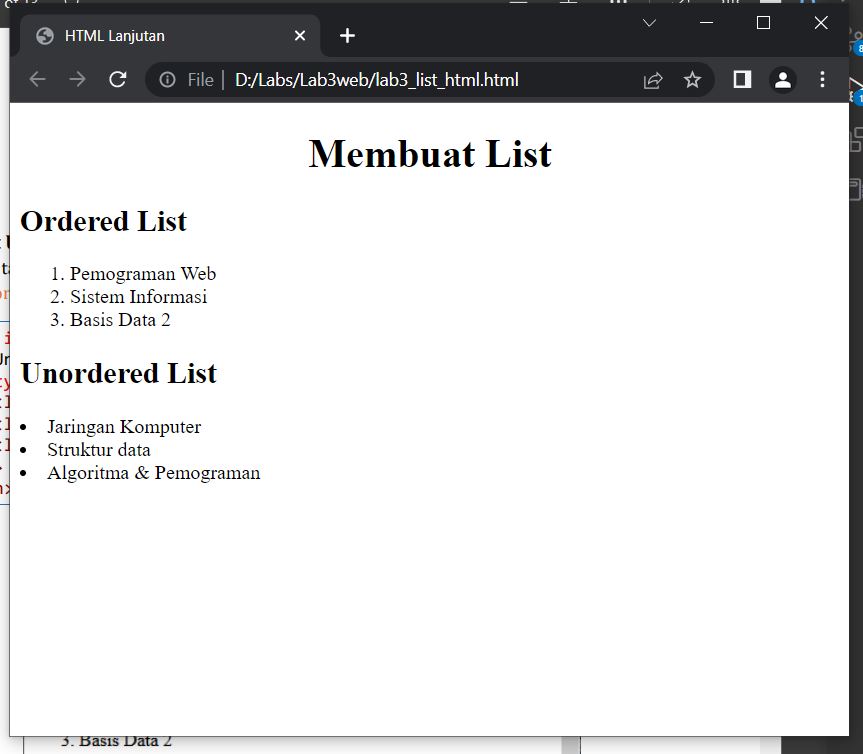 HTML Lanjutan
File | D:/Labs/Lab3web/lab3_list_html.html
Membuat List
Ordered List
1. Pemograman Web
2. Sistem Informasi
3. Basis Data 2
Unordered List
• Jaringan Komputer
• Struktur data
• Algoritma & Pemograman
3. Basis Data 2